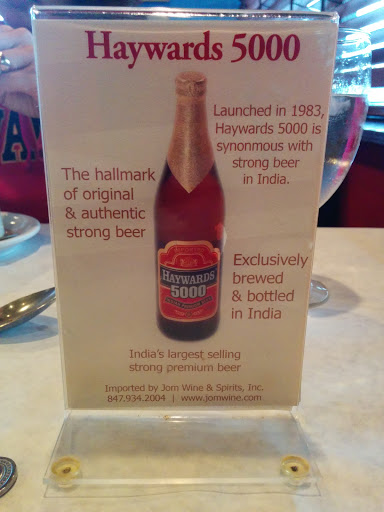 Haywards 5000
Launched in 1983,
Haywards 5000 is
synonmous with
strong beer
in India.
The hallmark
of original
& authentic
strong beer
HAYWARDS
5000
Exclusively
brewed
& bottled
in India
India's largest selling
strong premium beer
Imported by Jom Wine & Spirits, Inc.
847.934.2004 | www.jomwine.com